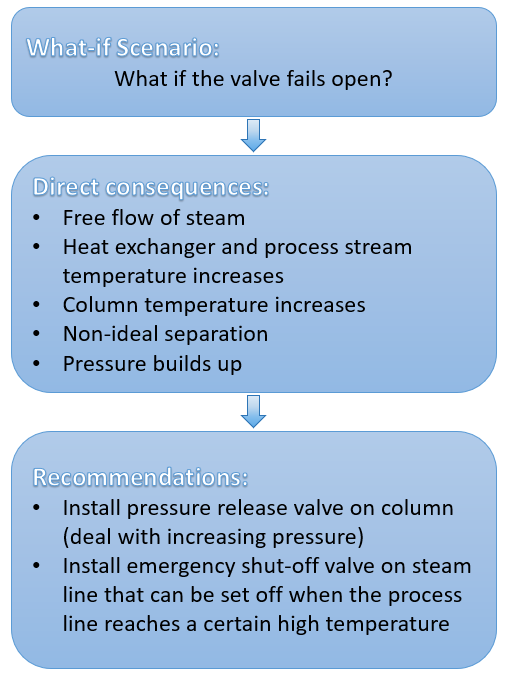 What-if Scenario:
What if the valve fails open?
Direct consequences:
• Free flow of steam
• Heat exchanger and process stream
temperature increases
• Column temperature increases
• Non-ideal separation
• Pressure builds up
Recommendations:
• Install pressure release valve on column
(deal with increasing pressure)
• Install emergency shut-off valve on steam
line that can be set off when the process
line reaches a certain high temperature